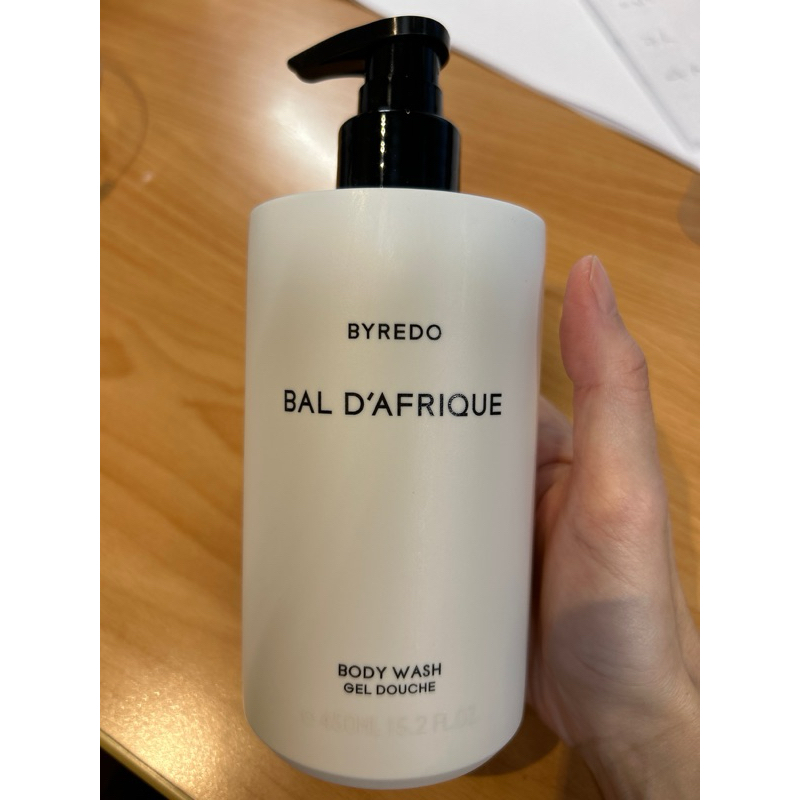 BYREDO
BAL D'AFRIQUE
BODY WASH
GEL DOUCHE
450ML 15.2 FL.OZ